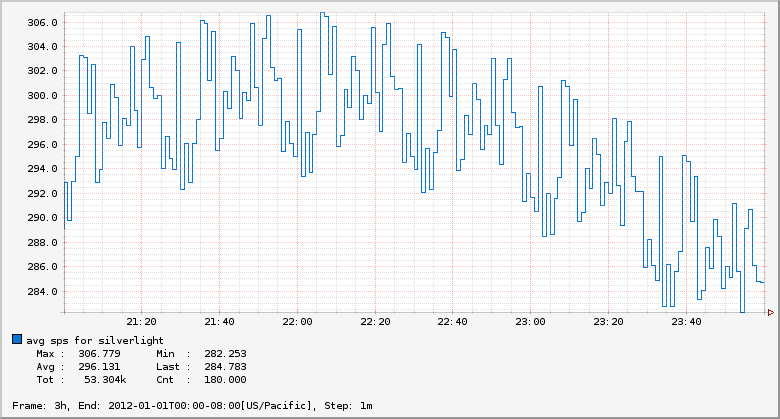 306.0
304.0
302.0
300.0
298.0
296.0
294.0
292.0
290.0
288.0
286.0
284.0
21:20 21:40 22:00 22:20 22:40 23:00 23:20 23:40
avg sps for silverlight
Max : 306.779 Min : 282.253
Avg : 296.131 Last : 284.783
Tot : 53.304k Cnt : 180.000
Frame: 3h, End: 2012-01-01T00:00-08:00[US/Pacific], Step: 1m